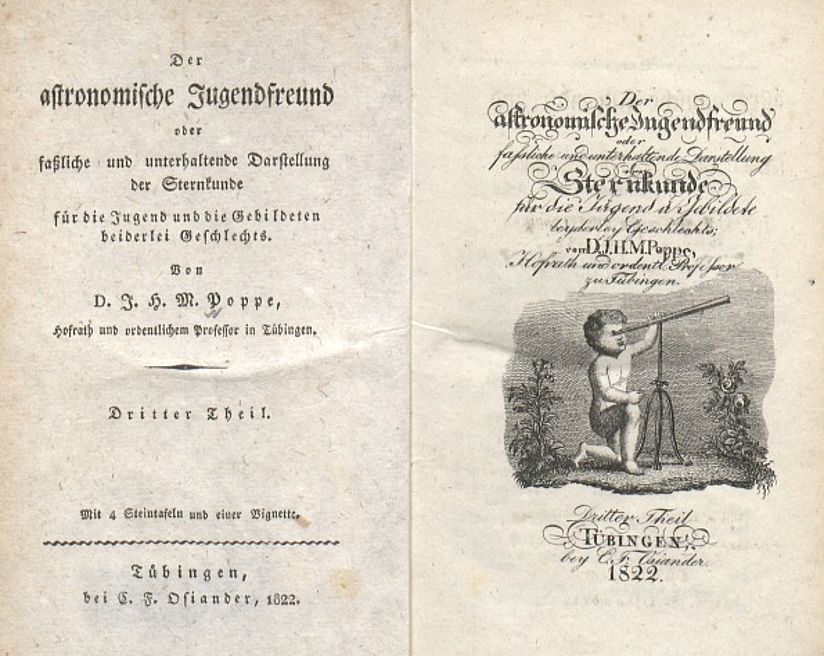 Der
astronomische Jugendfreund
oder
faßliche und unterhaltende Darstellung
der Sternkunde
für die Jugend und die Gebildeten
beiderlei Geschlechts.
Von
D. J. H. M. Poppe,
Hofrath und ordentlichem Professor in Tübingen.
Dritter Theil.
Mit 4 Steintafeln und einer Vignette.
Tübingen,
bei C. F. Osiander, 1822.
Der
astronomische Jugendfreund
oder
fassliche und unterhaltende Darstellung
der
Sternkunde
für die Jugend u Gebildete
beyderley Geschlechts;
von D. J. H. M. Poppe,
Hofrath und ordentl. Professor
zu Tübingen.
Dritter Theil
TÜBINGEN,
bey C. F. Osiander.
1822.